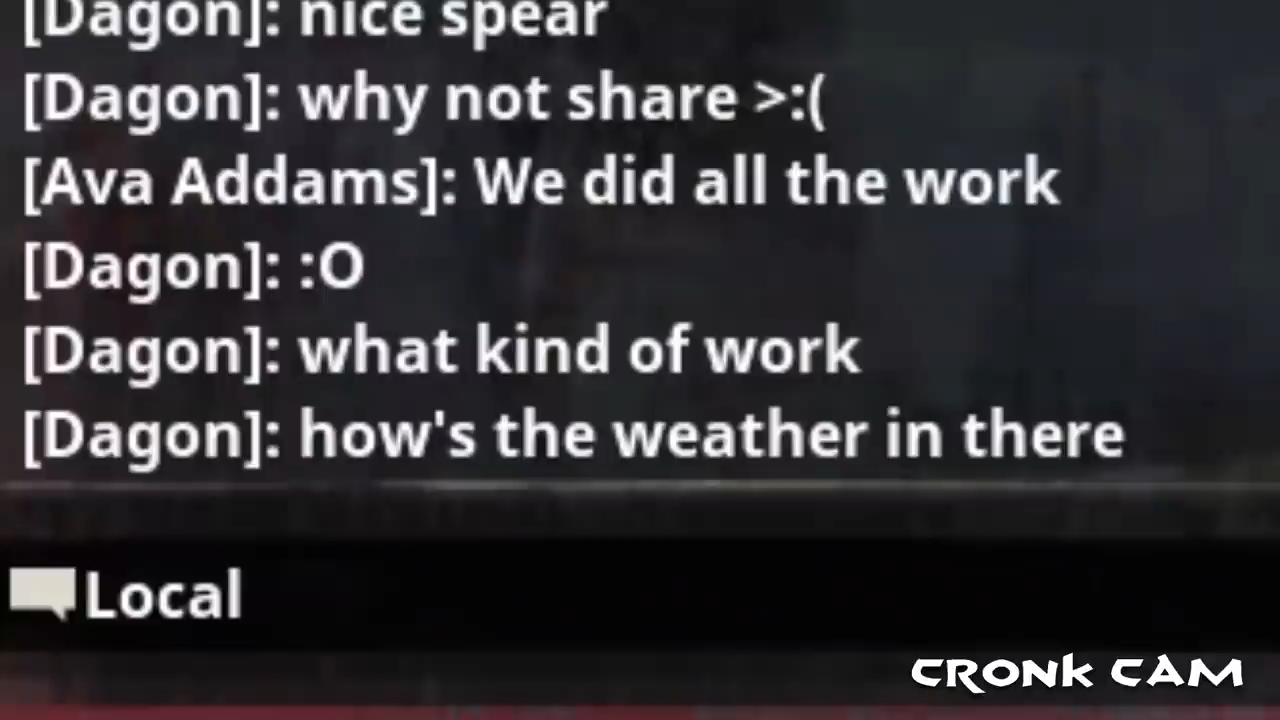 [Dagon]: nice spear
[Dagon]: why not share >:(
[Ava Addams]: We did all the work
[Dagon]: :O
[Dagon]: what kind of work
[Dagon]: how's the weather in there
Local
CRONK CAM